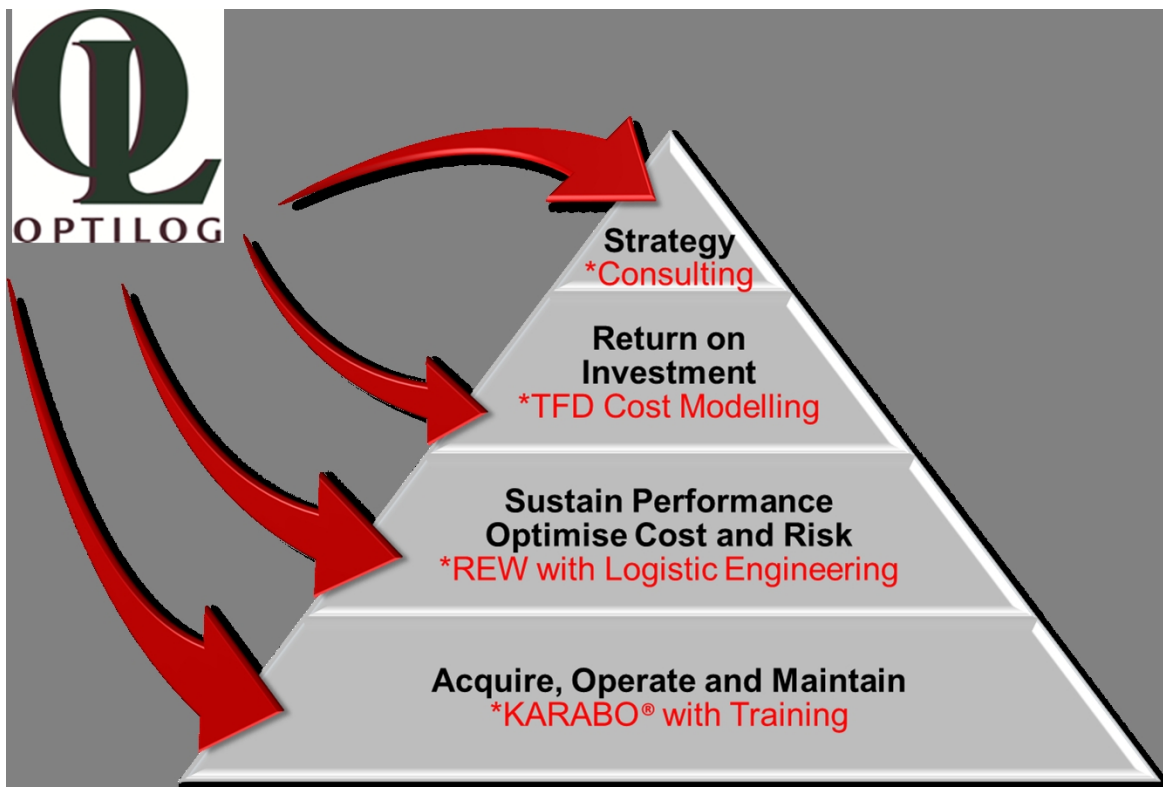 QL
OPTILOG
Strategy
*Consulting
Return on
Investment
*TFD Cost Modelling
Sustain Performance
Optimise Cost and Risk
*REW with Logistic Engineering
Acquire, Operate and Maintain
*KARABO® with Training